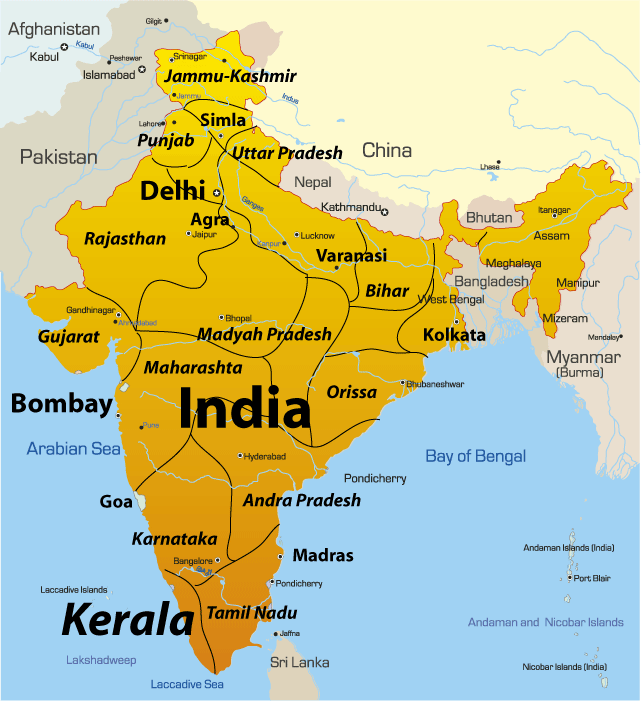 Gilgit
Afghanistan
Kabul
Kabul
Peshawar
Srinagar
Islamabad
Jammu-Kashmir
Jammu
Indus
Lahore
Simla
Punjab
Uttar Pradesh
China
Pakistan
Lhase
Delhi
Nepal
Ganges
Kathmandu
Itanagar
Bhutan
Agra
Rajasthan
Jaipur
Lucknow
Kanpur
Assam
Varanasi
Meghalaya
Bangladesh
Manipur
Bihar
West Bengal
Gandhinagar
Ahmedabad
Bhopal
Mizeram
Gujarat
Madyah Pradesh
Kolkata
Mandalay
Myanmar
(Burma)
Maharashta
Orissa
Bhubaneshwar
Bombay
India
Pune
Arabian Sea
Hyderabad
Bay of Bengal
Pondicherry
Goa
Andra Pradesh
Karnataka
Andaman Islands (India)
Madras
Bangalore
Port Blair
Pondicherry
Laccadive Islands
Kerala
Tamil Nadu
Andaman and Nicobar Islands
Jaffna
Lakshadweep
Sri Lanka
Nicobar Islands (India)
Laccadive Sea